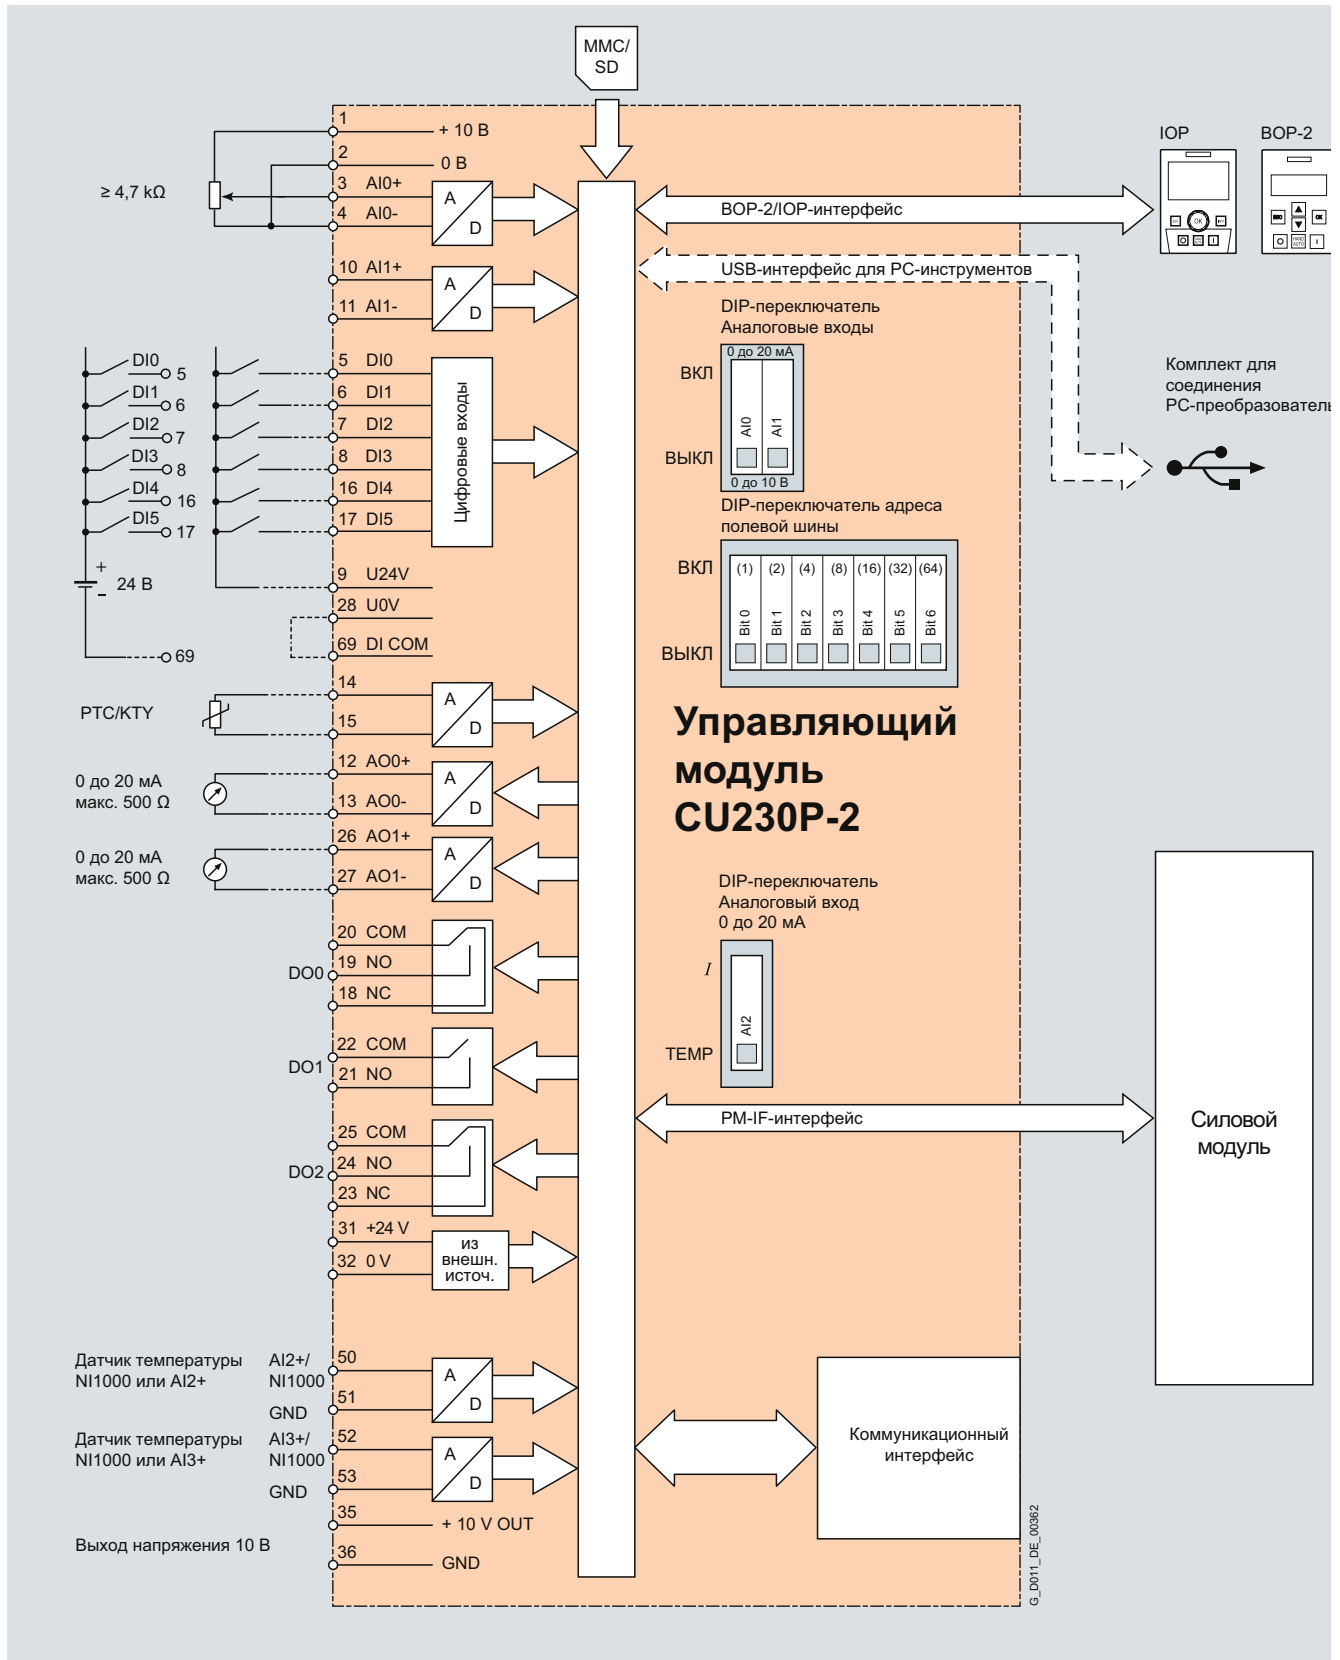 MMC/
SD
1
+ 10 В
2
0 В
≥ 4,7 kΩ
3 AI0+
4 AI0-
A
D
10 AI1+
11 AI1-
A
D
BOP-2/IOP-интерфейс
IOP
BOP-2
USB-интерфейс для PC-инструментов
DIP-переключатель
Аналоговые входы
0 до 20 мА
ВКЛ
AI0
AI1
ВЫКЛ
0 до 10 В
Комплект для
соединения
PC-преобразователь
DI0
5
DI1
6
DI2
7
DI3
8
DI4
16
DI5
17
+
-
24 В
69
5 DI0
6 DI1
7 DI2
8 DI3
16 DI4
17 DI5
Цифровые входы
9 U24V
28 U0V
69 DI COM
DIP-переключатель адреса
полевой шины
ВКЛ
(1) (2) (4) (8) (16) (32) (64)
Bit 0
Bit 1
Bit 2
Bit 3
Bit 4
Bit 5
Bit 6
ВЫКЛ
PTC/KTY
14
15
A
D
Управляющий
модуль
CU230P-2
0 до 20 мА
макс. 500 Ω
12 AO0+
13 AO0-
A
D
0 до 20 мА
макс. 500 Ω
26 AO1+
27 AO1-
A
D
DIP-переключатель
Аналоговый вход
0 до 20 мА
I
AI2
TEMP
DO0
20 COM
19 NO
18 NC
DO1
22 COM
21 NO
DO2
25 COM
24 NO
23 NC
PM-IF-интерфейс
Силовой
модуль
31 +24 V
32 0 V
из
внешн.
источ.
Датчик температуры
NI1000 или AI2+
AI2+/
NI1000
GND
50
51
A
D
Датчик температуры
NI1000 или AI3+
AI3+/
NI1000
GND
52
53
A
D
Коммуникационный
интерфейс
Выход напряжения 10 В
35
+ 10 V OUT
36
GND
G_D011_DE_00362